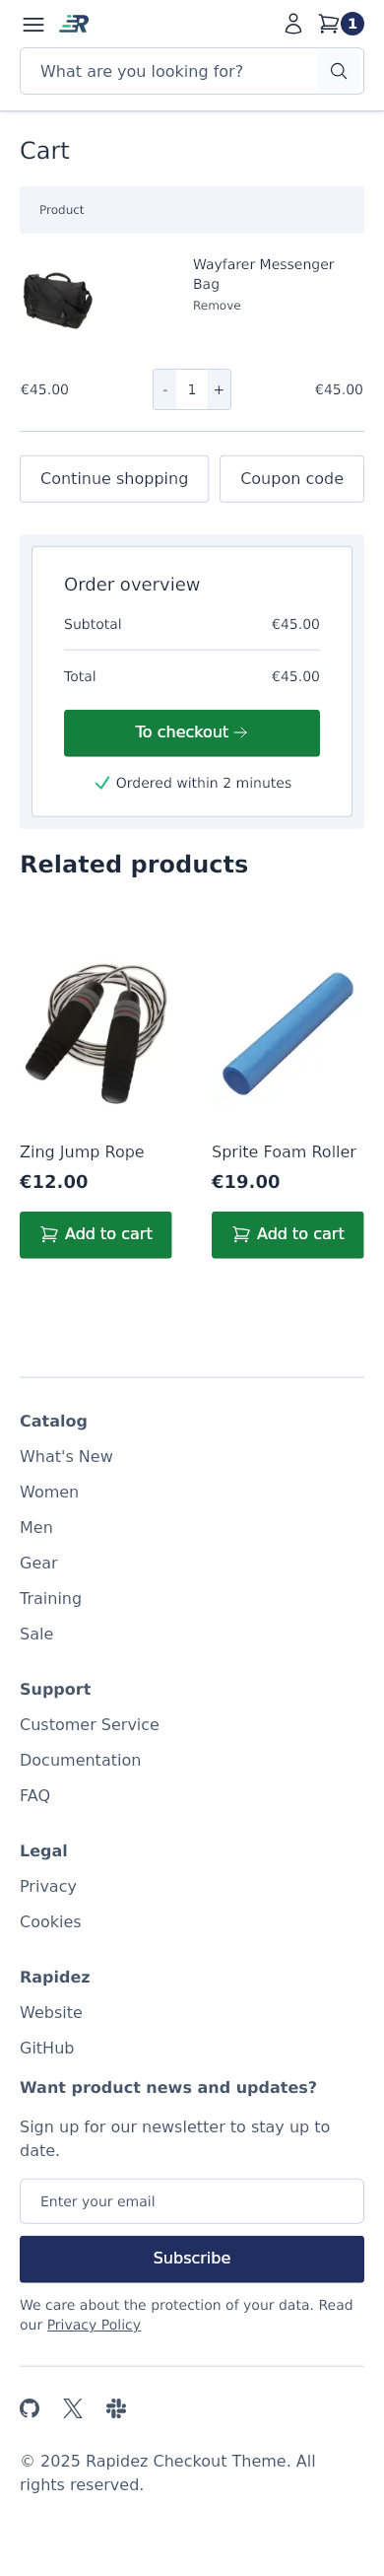 R
1
What are you looking for?
Cart
Product
Wayfarer Messenger
Bag
Remove
€45.00
-
1
+
€45.00
Continue shopping
Coupon code
Order overview
Subtotal
€45.00
Total
€45.00
To checkout
Ordered within 2 minutes
Related products
Zing Jump Rope
€12.00
Add to cart
Sprite Foam Roller
€19.00
Add to cart
Catalog
What's New
Women
Men
Gear
Training
Sale
Support
Customer Service
Documentation
FAQ
Legal
Privacy
Cookies
Rapidez
Website
GitHub
Want product news and updates?
Sign up for our newsletter to stay up to
date.
Enter your email
Subscribe
We care about the protection of your data. Read
our Privacy Policy
© 2025 Rapidez Checkout Theme. All
rights reserved.